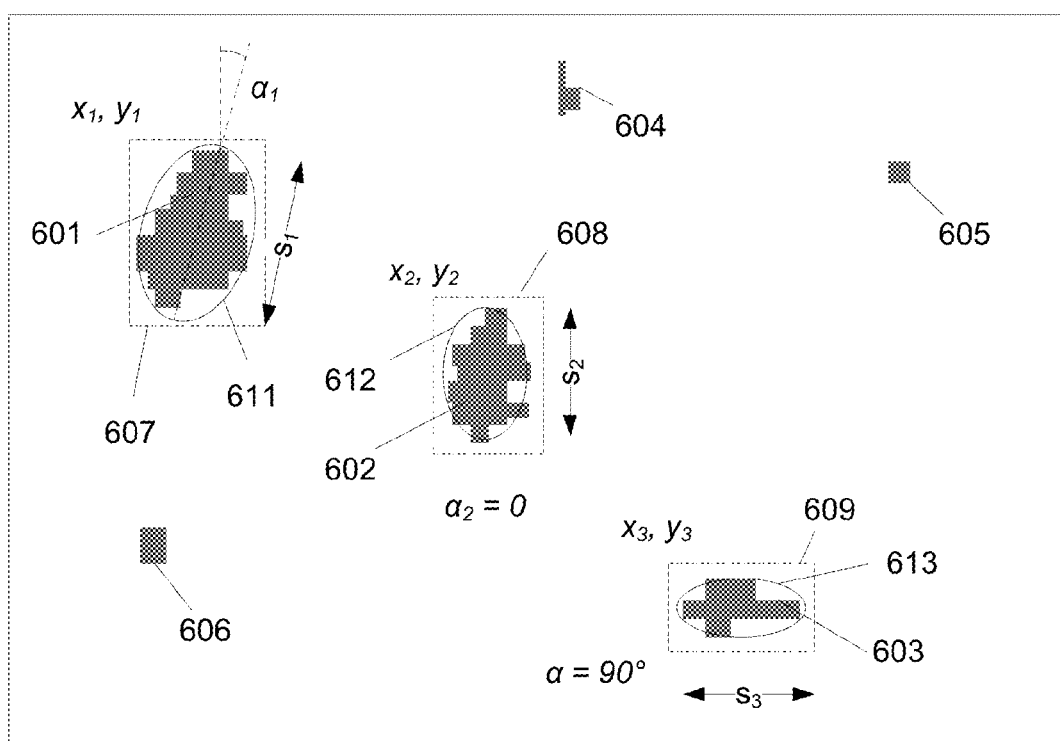 α₁
x₁, y₁
604
601
s₁
605
608
x₂, y₂
612
s₂
611
607
602
α₂ = 0
609
x₃, y₃
613
606
603
α = 90°
s₃